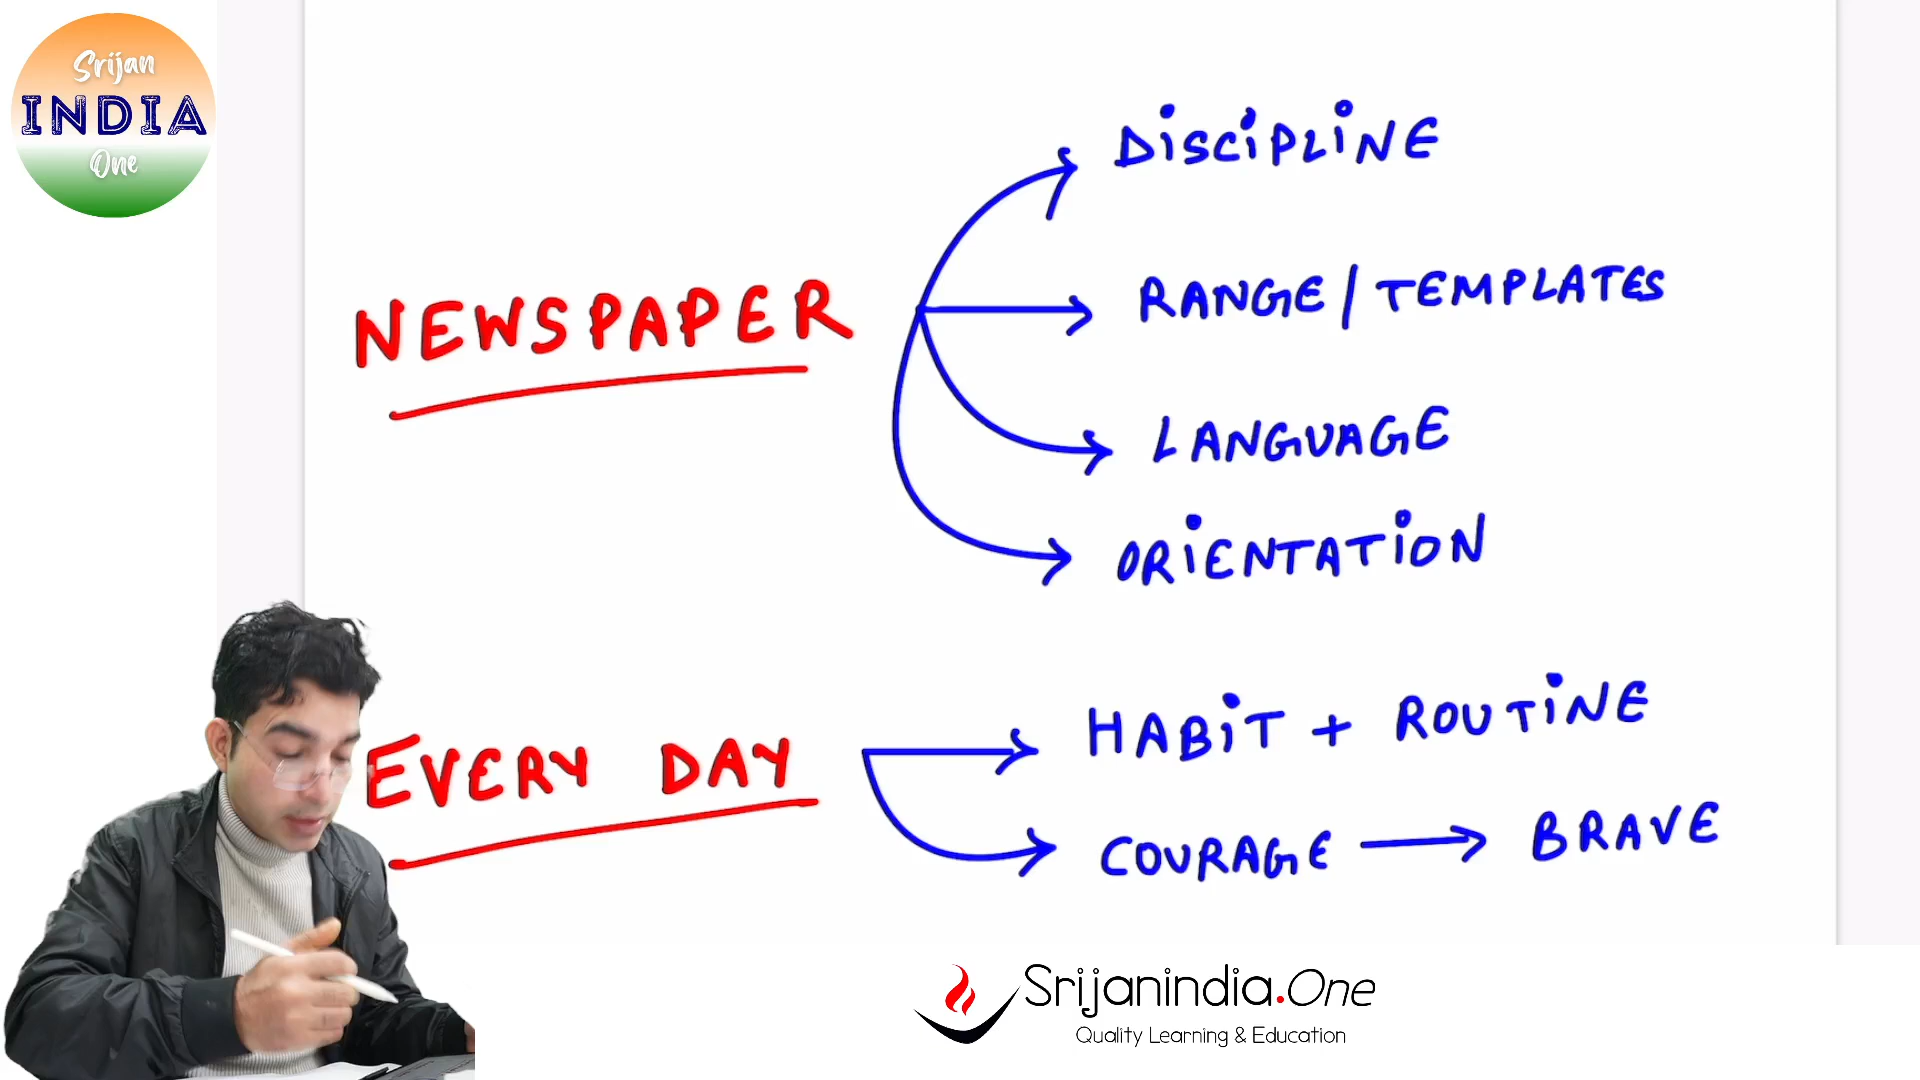 Srijan
INDIA
One
DISCIPLINE
NEWSPAPER
RANGE / TEMPLATES
LANGUAGE
ORIENTATION
EVERY DAY
HABIT + ROUTINE
COURAGE → BRAVE
Srijanindia.One
Quality Learning & Education